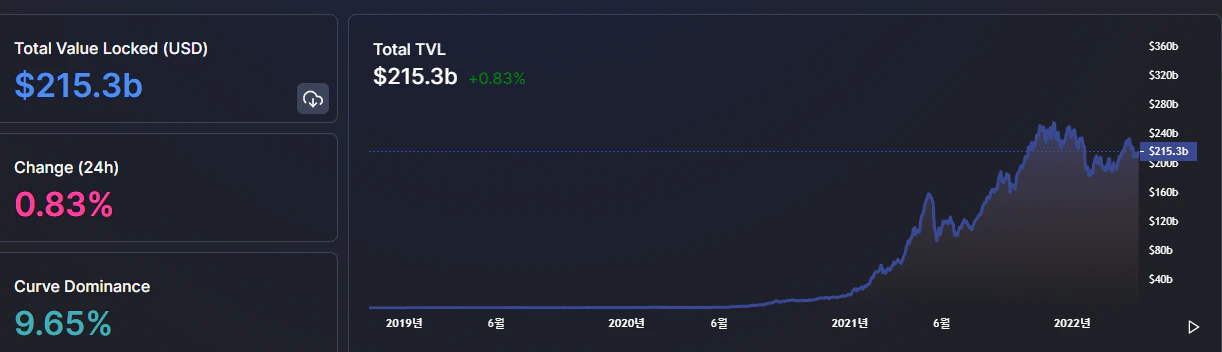 Total Value Locked (USD)
$215.3b
Change (24h)
0.83%
Curve Dominance
9.65%
Total TVL
$215.3b +0.83%
$360b
$320b
$280b
$240b
$215.3b
$200b
$160b
$120b
$80b
$40b
2019년 6월 2020년 6월 2021년 6월 2022년